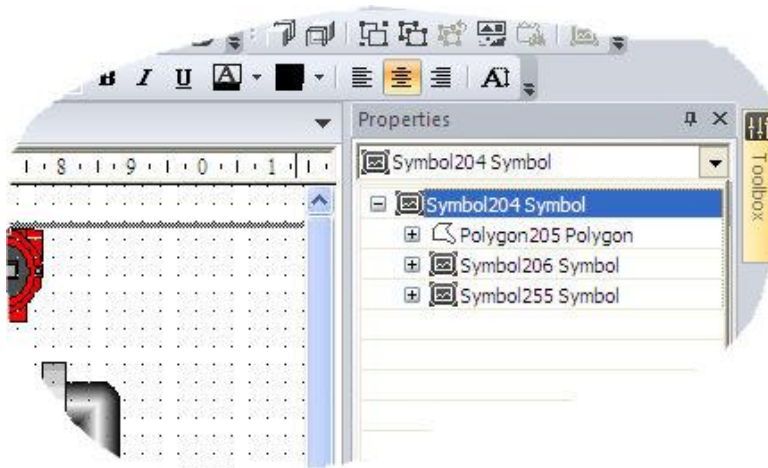 B I U A A
Properties
8 9 0 1
Toolbox
Symbol204 Symbol
Symbol204 Symbol
Polygon205 Polygon
Symbol206 Symbol
Symbol255 Symbol